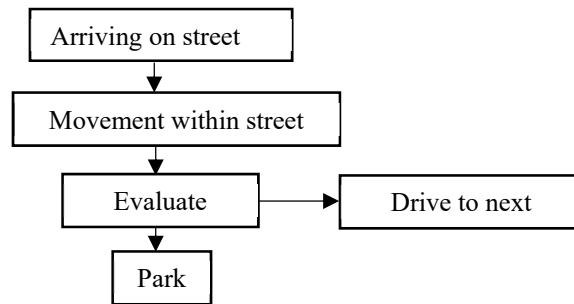 Arriving on street
Movement within street
Evaluate
Drive to next
Park